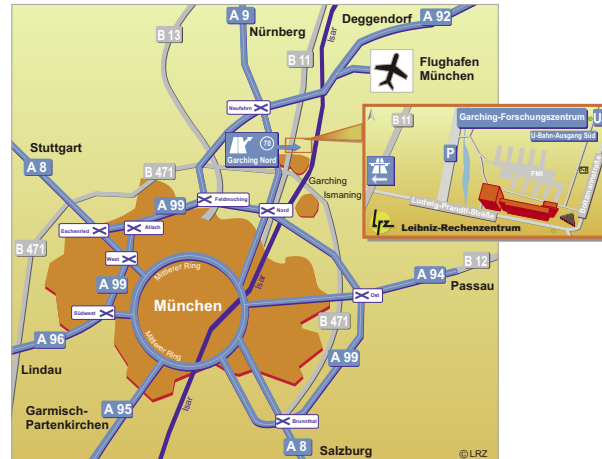 Deggendorf
A 9
A 92
Nürnberg
B 13
Isar
B 11
Flughafen
München
Neufahrn
Garching-Forschungszentrum
U
U-Bahn-Ausgang Süd
B 11
70
Garching Nord
P
FMI
Stuttgart
A 8
B 471
Garching
Ismaning
Boltzmannstraße
Ludwig-Prandtl-Straße
lrz
Leibniz-Rechenzentrum
A 99
Feldmoching
Nord
Eschenried
Allach
B 471
West
Mittlerer Ring
Isar
A 94
B 12
Passau
A 99
München
Ost
Südwest
B 471
A 96
Mittlerer Ring
A 99
Lindau
Garmisch-
Partenkirchen
A 95
Isar
Brunnthal
A 8
Salzburg
© LRZ